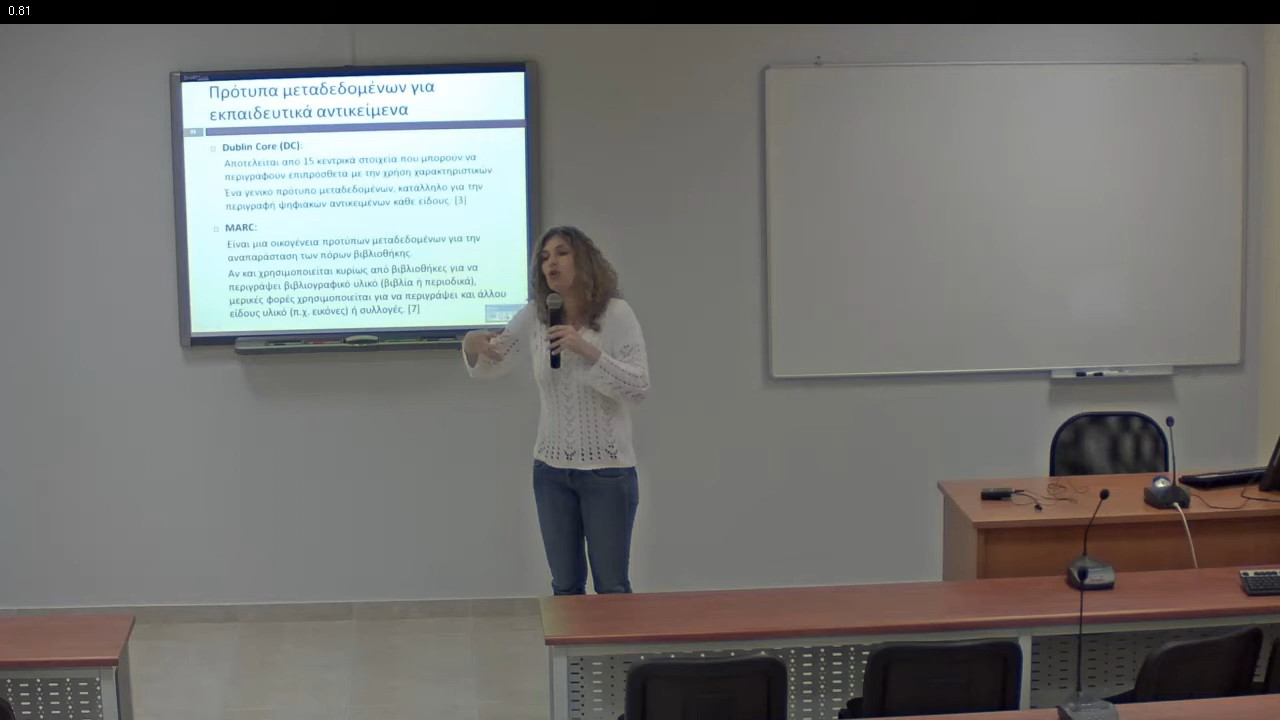 0.81
Πρότυπα μεταδεδομένων για
εκπαιδευτικά αντικείμενα
Dublin Core (DC):
Αποτελείται απο 15 κεντρικά στοιχεία που μπορούν να
περιγραφούν επιπρόσθετα με την χρήση χαρακτηριστικών
Ένα γενικό πρότυπο μεταδεδομένων, κατάλληλο για την
περιγραφή ψηφιακών αντικειμένων κάθε είδους. [3]
MARC:
Είναι μια οικογένεια προτύπων μεταδεδομένων για την
αναπαράσταση των πόρων βιβλιοθήκης.
Αν και χρησιμοποιείται κυρίως από βιβλιοθήκες για να
περιγράψει βιβλιογραφικό υλικό (βιβλία ή περιοδικά),
μερικές φορές χρησιμοποιείται για να περιγράψει και άλλου
είδους υλικό (π.χ. εικόνες) ή συλλογές. [7]